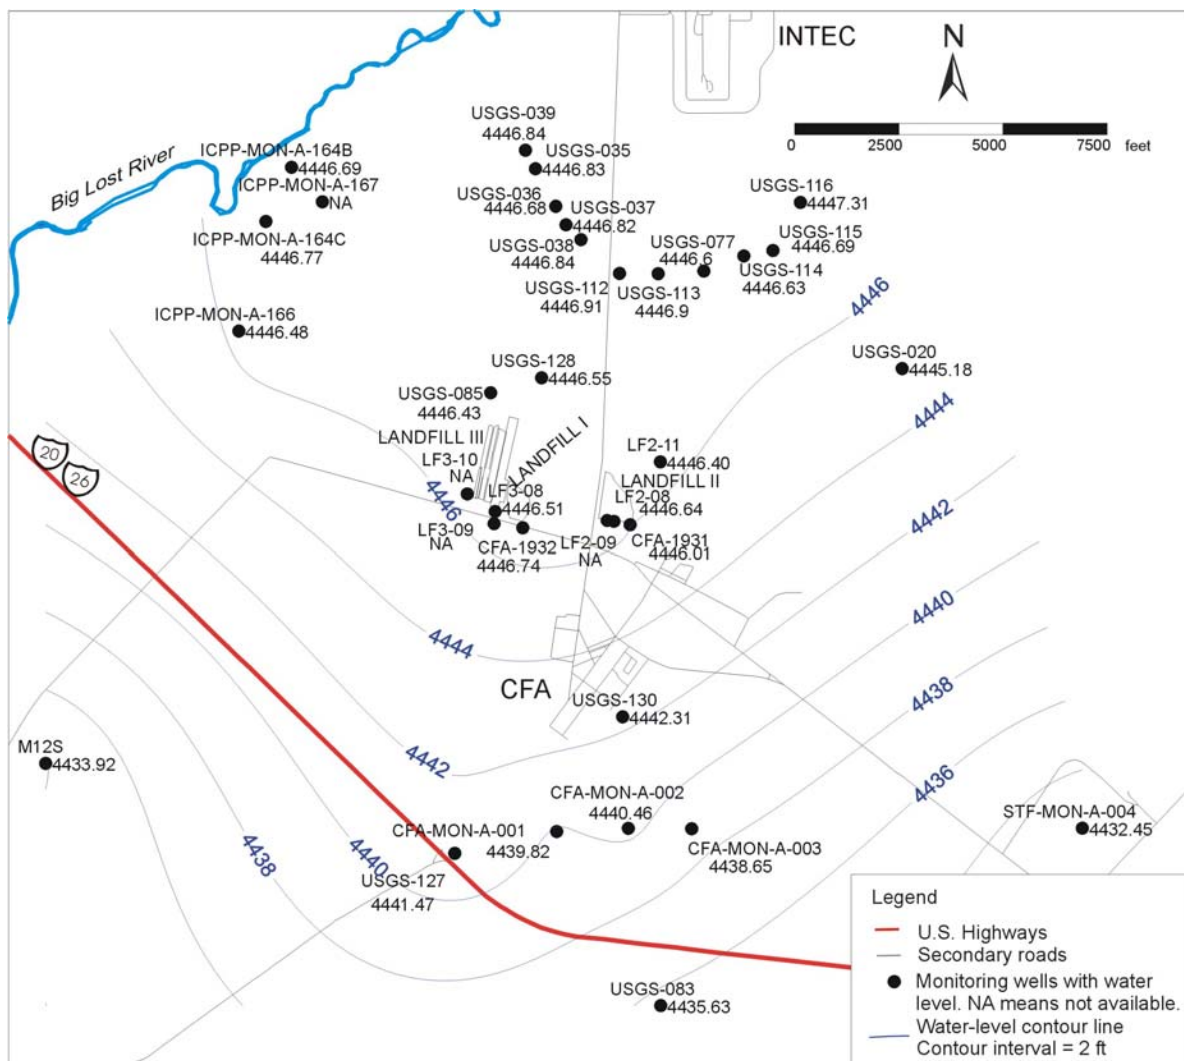 INTEC
N
0
2500
5000
7500
feet
Big Lost River
USGS-039
4446.84
USGS-035
4446.83
ICPP-MON-A-164B
4446.69
ICPP-MON-A-167
NA
USGS-036
4446.68
USGS-037
4446.82
USGS-116
4447.31
ICPP-MON-A-164C
4446.77
USGS-038
4446.84
USGS-077
4446.6
USGS-115
4446.69
USGS-114
4446.63
USGS-112
4446.91
USGS-113
4446.9
4446
ICPP-MON-A-166
4446.48
USGS-128
4446.55
USGS-020
4445.18
USGS-085
4446.43
4444
LANDFILL III
LANDFILL I
20
26
LF3-10
NA
LF2-11
4446.40
LANDFILL II
4446
LF3-08
4446.51
LF2-08
4446.64
4442
LF3-09
NA
CFA-1932
4446.74
LF2-09
NA
CFA-1931
4446.01
4440
4444
CFA
4438
USGS-130
4442.31
M12S
4433.92
4442
4436
CFA-MON-A-002
4440.46
STF-MON-A-004
4432.45
CFA-MON-A-001
4439.82
CFA-MON-A-003
4438.65
4438
4440
USGS-127
4441.47
USGS-083
4435.63
Legend
U.S. Highways
Secondary roads
Monitoring wells with water
level. NA means not available.
Water-level contour line
Contour interval = 2 ft